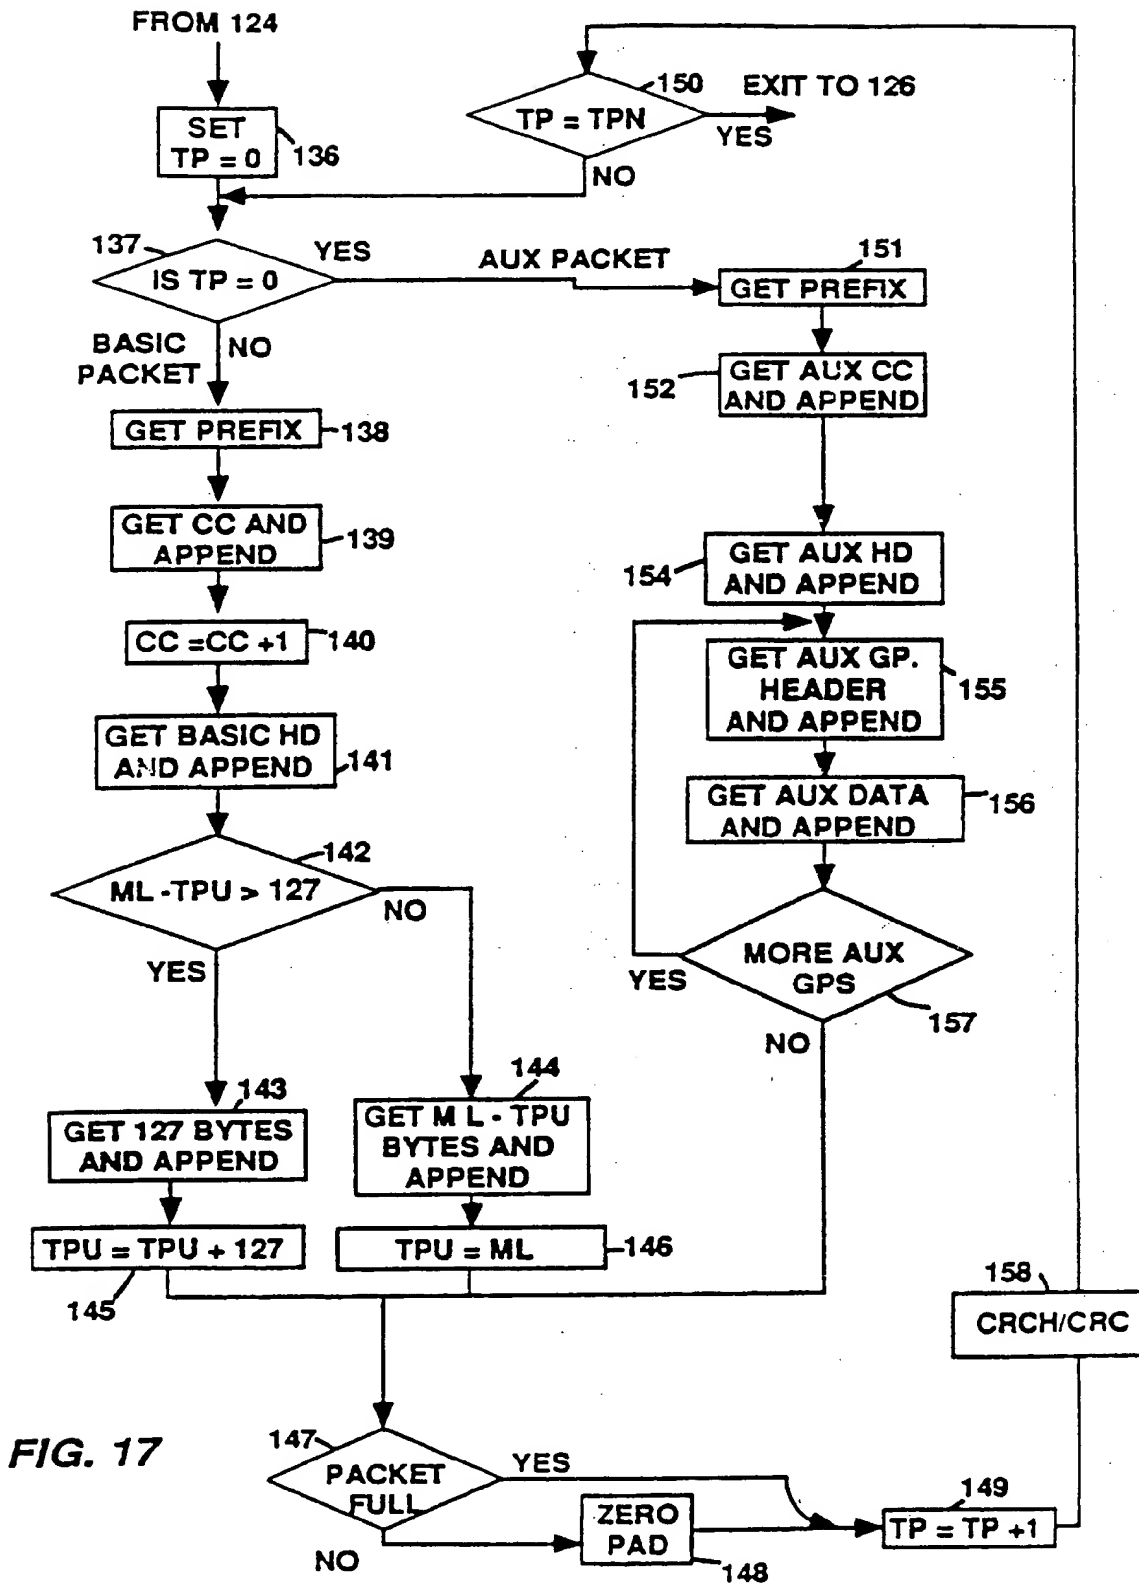 FROM 124
SET
TP = 0
136
TP = TPN
150
EXIT TO 126
YES
NO
137
IS TP = 0
YES
AUX PACKET
BASIC
PACKET
NO
151
GET PREFIX
152
GET AUX CC
AND APPEND
GET PREFIX
138
GET CC AND
APPEND
139
CC =CC +1
140
GET BASIC HD
AND APPEND
141
154
GET AUX HD
AND APPEND
GET AUX GP.
HEADER
AND APPEND
155
GET AUX DATA
AND APPEND
156
142
ML -TPU > 127
NO
YES
MORE AUX
GPS
YES
157
NO
143
GET 127 BYTES
AND APPEND
144
GET M L - TPU
BYTES AND
APPEND
TPU = TPU + 127
145
TPU = ML
146
158
CRCH/CRC
FIG. 17
147
PACKET
FULL
YES
NO
ZERO
PAD
148
149
TP = TP +1